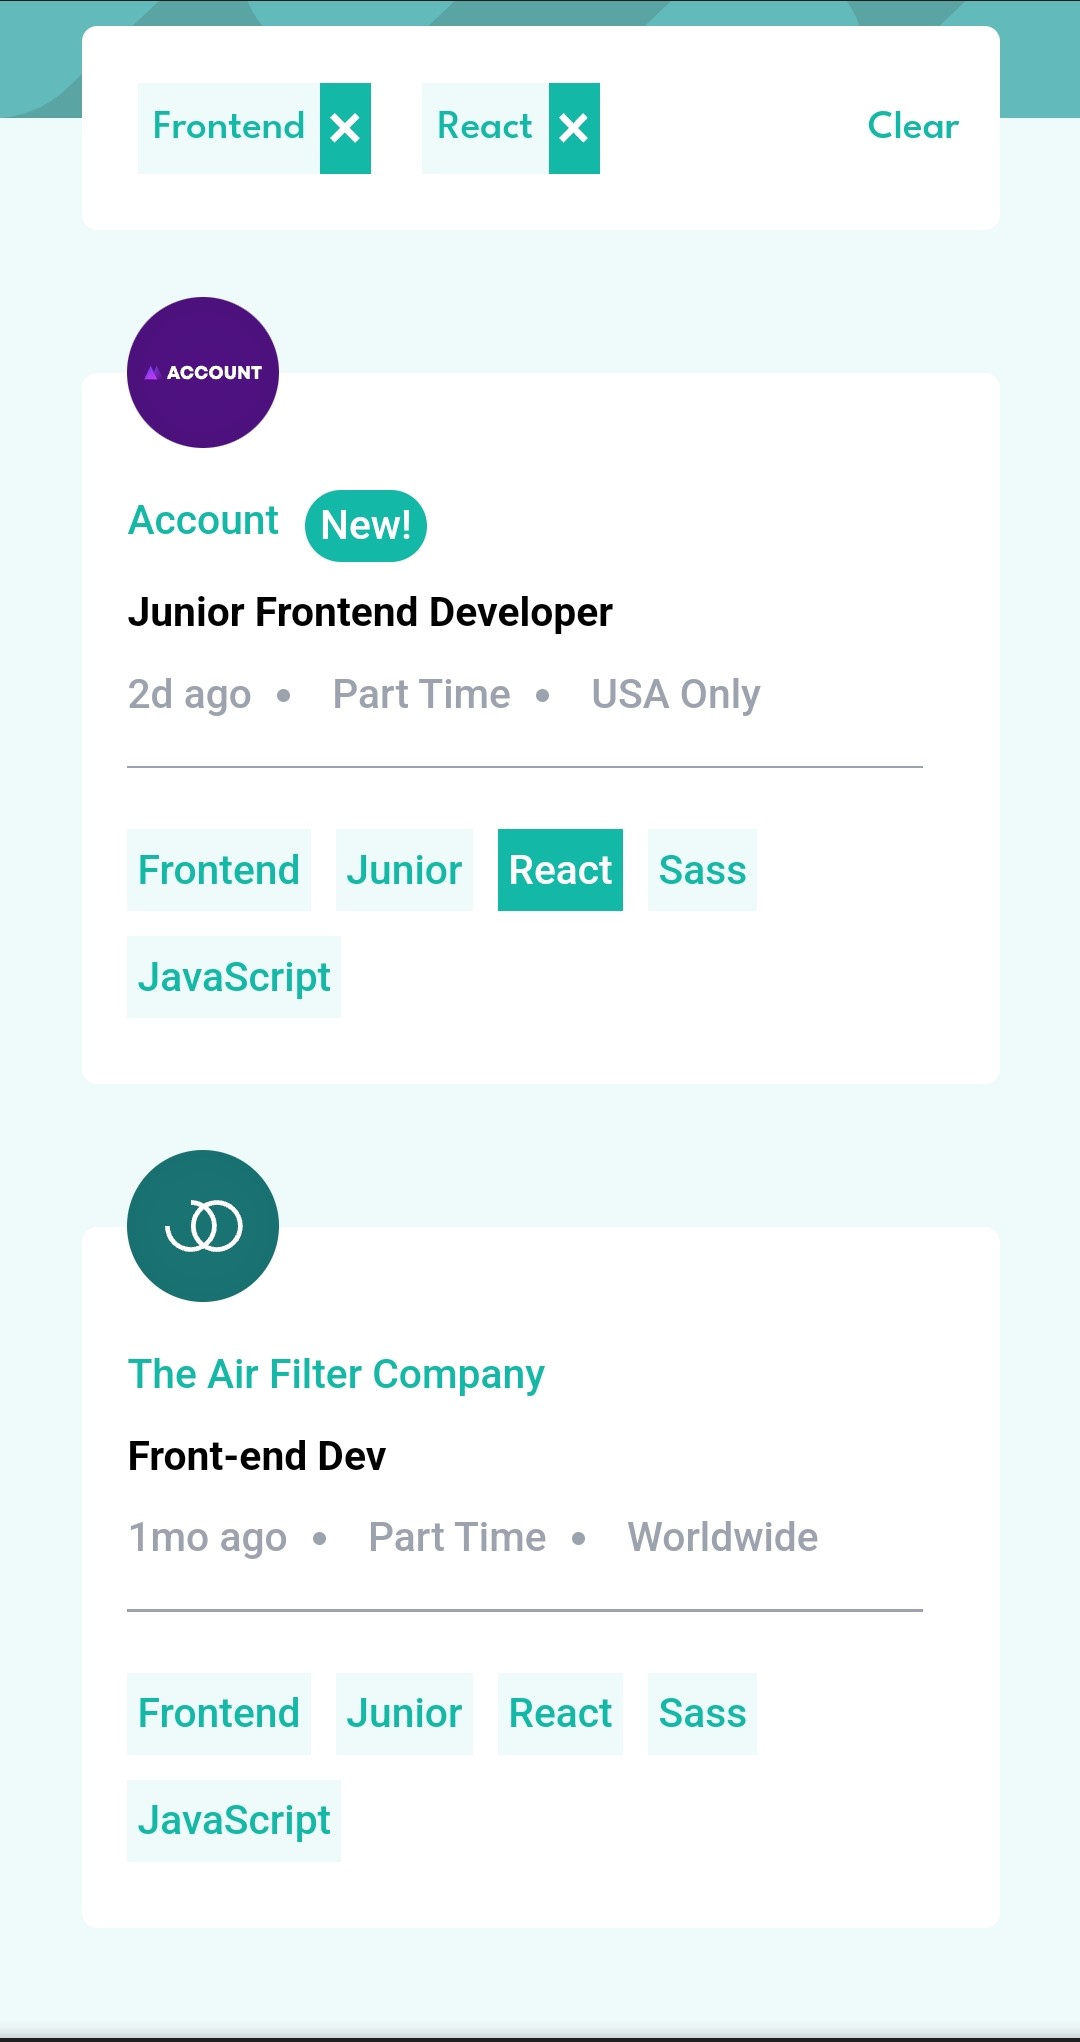 Frontend React Clear
ACCOUNT
Account New!
Junior Frontend Developer
2d ago • Part Time • USA Only
Frontend Junior React Sass
JavaScript
The Air Filter Company
Front-end Dev
1mo ago • Part Time • Worldwide
Frontend Junior React Sass
JavaScript